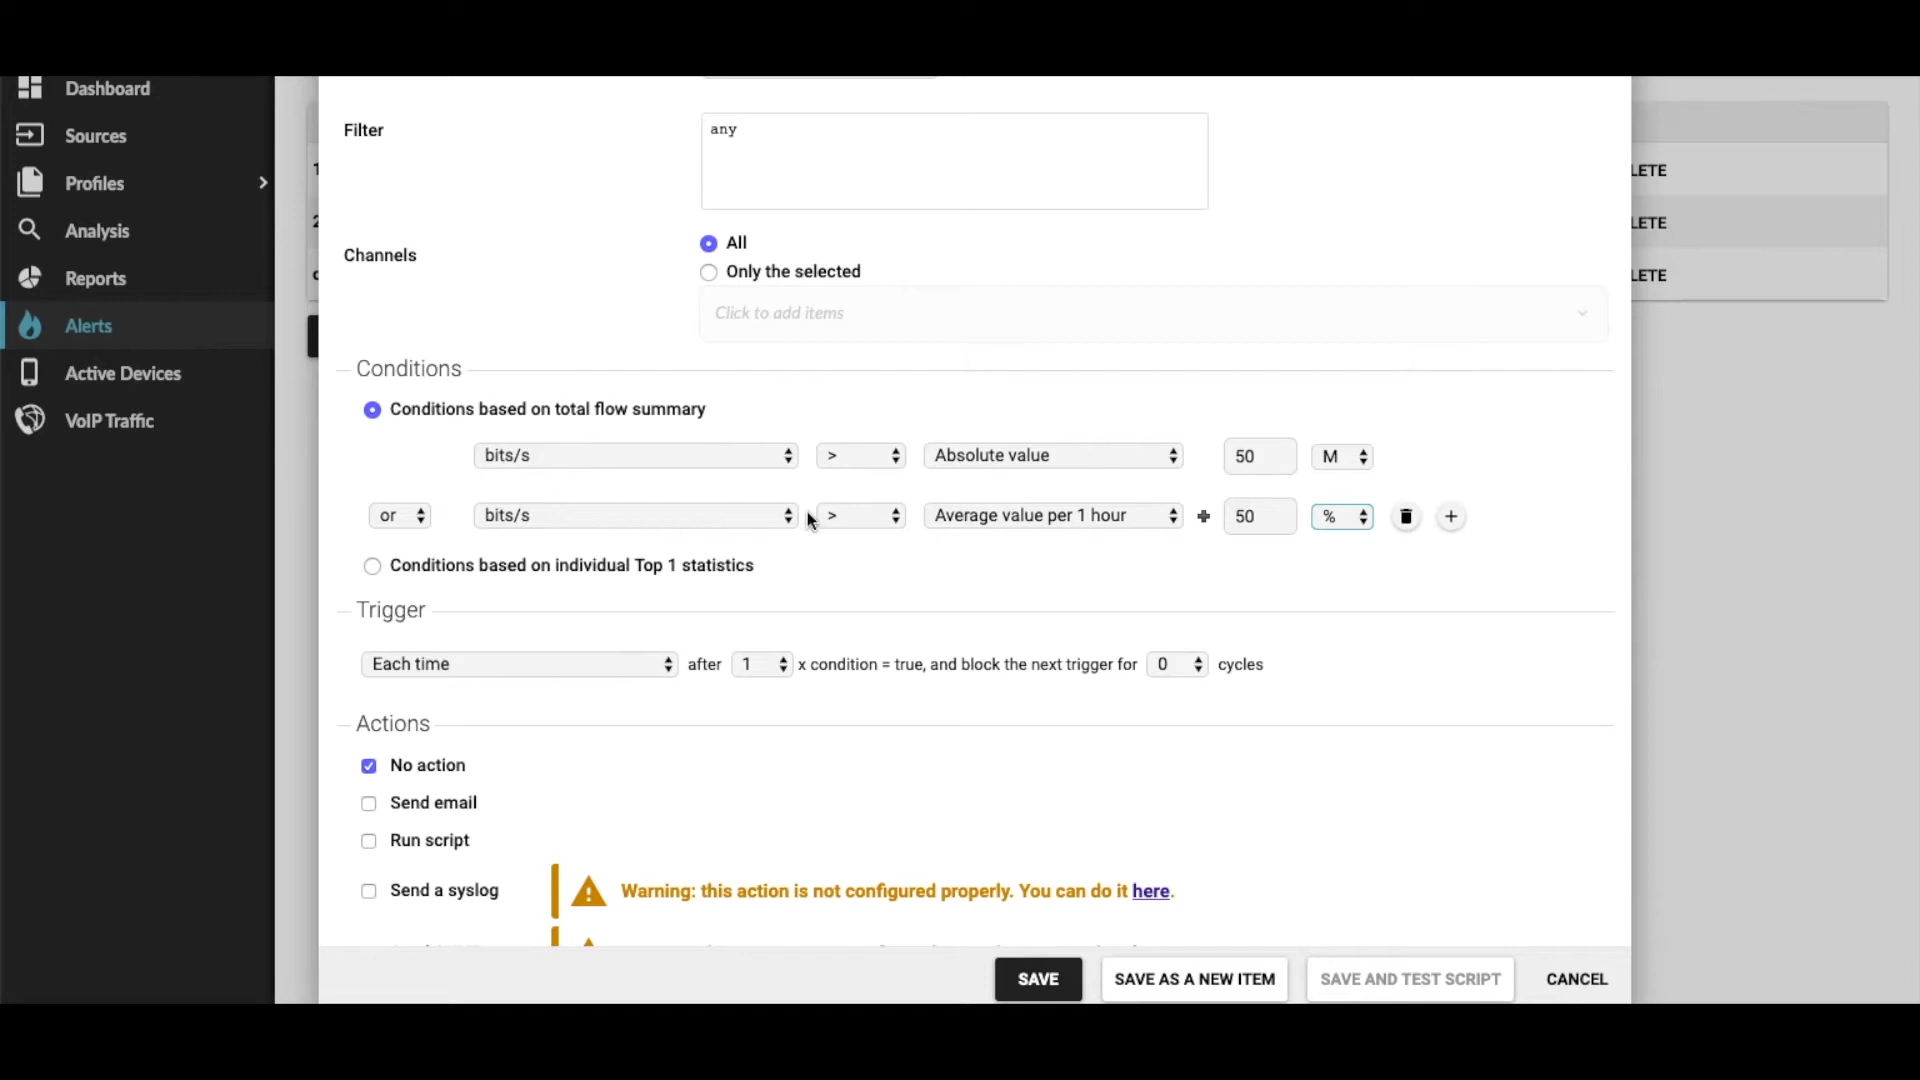 Dashboard
Sources
Profiles
Analysis
Reports
Alerts
Active Devices
VoIP Traffic
LETE
LETE
LETE
Filter
any
Channels
All
Only the selected
Click to add items
Conditions
Conditions based on total flow summary
bits/s > Absolute value 50 M
or bits/s > Average value per 1 hour + 50 %
Conditions based on individual Top 1 statistics
Trigger
Each time after 1 x condition = true, and block the next trigger for 0 cycles
Actions
No action
Send email
Run script
Send a syslog
Warning: this action is not configured properly. You can do it here.
SAVE
SAVE AS A NEW ITEM
SAVE AND TEST SCRIPT
CANCEL